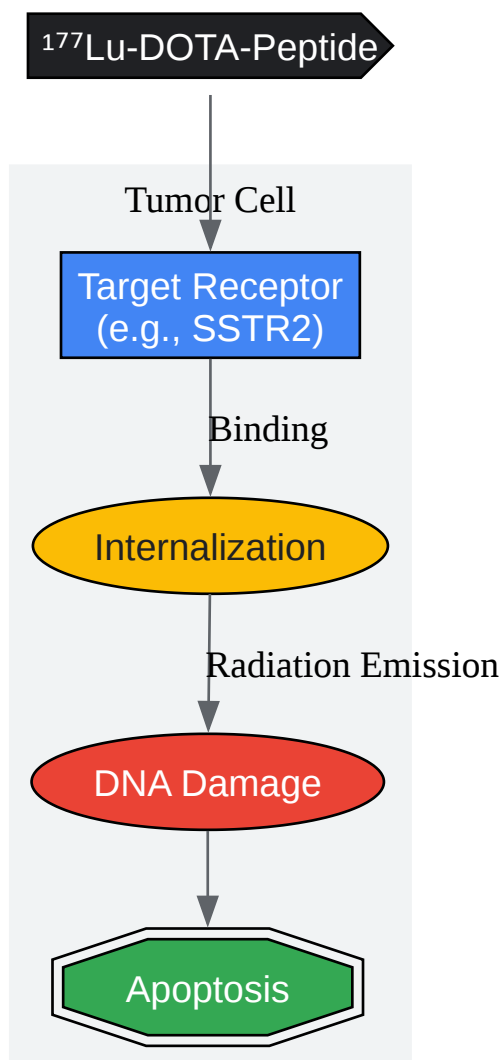 ¹⁷⁷Lu-DOTA-Peptide
Tumor Cell
Target Receptor
(e.g., SSTR2)
Binding
Internalization
Radiation Emission
DNA Damage
Apoptosis